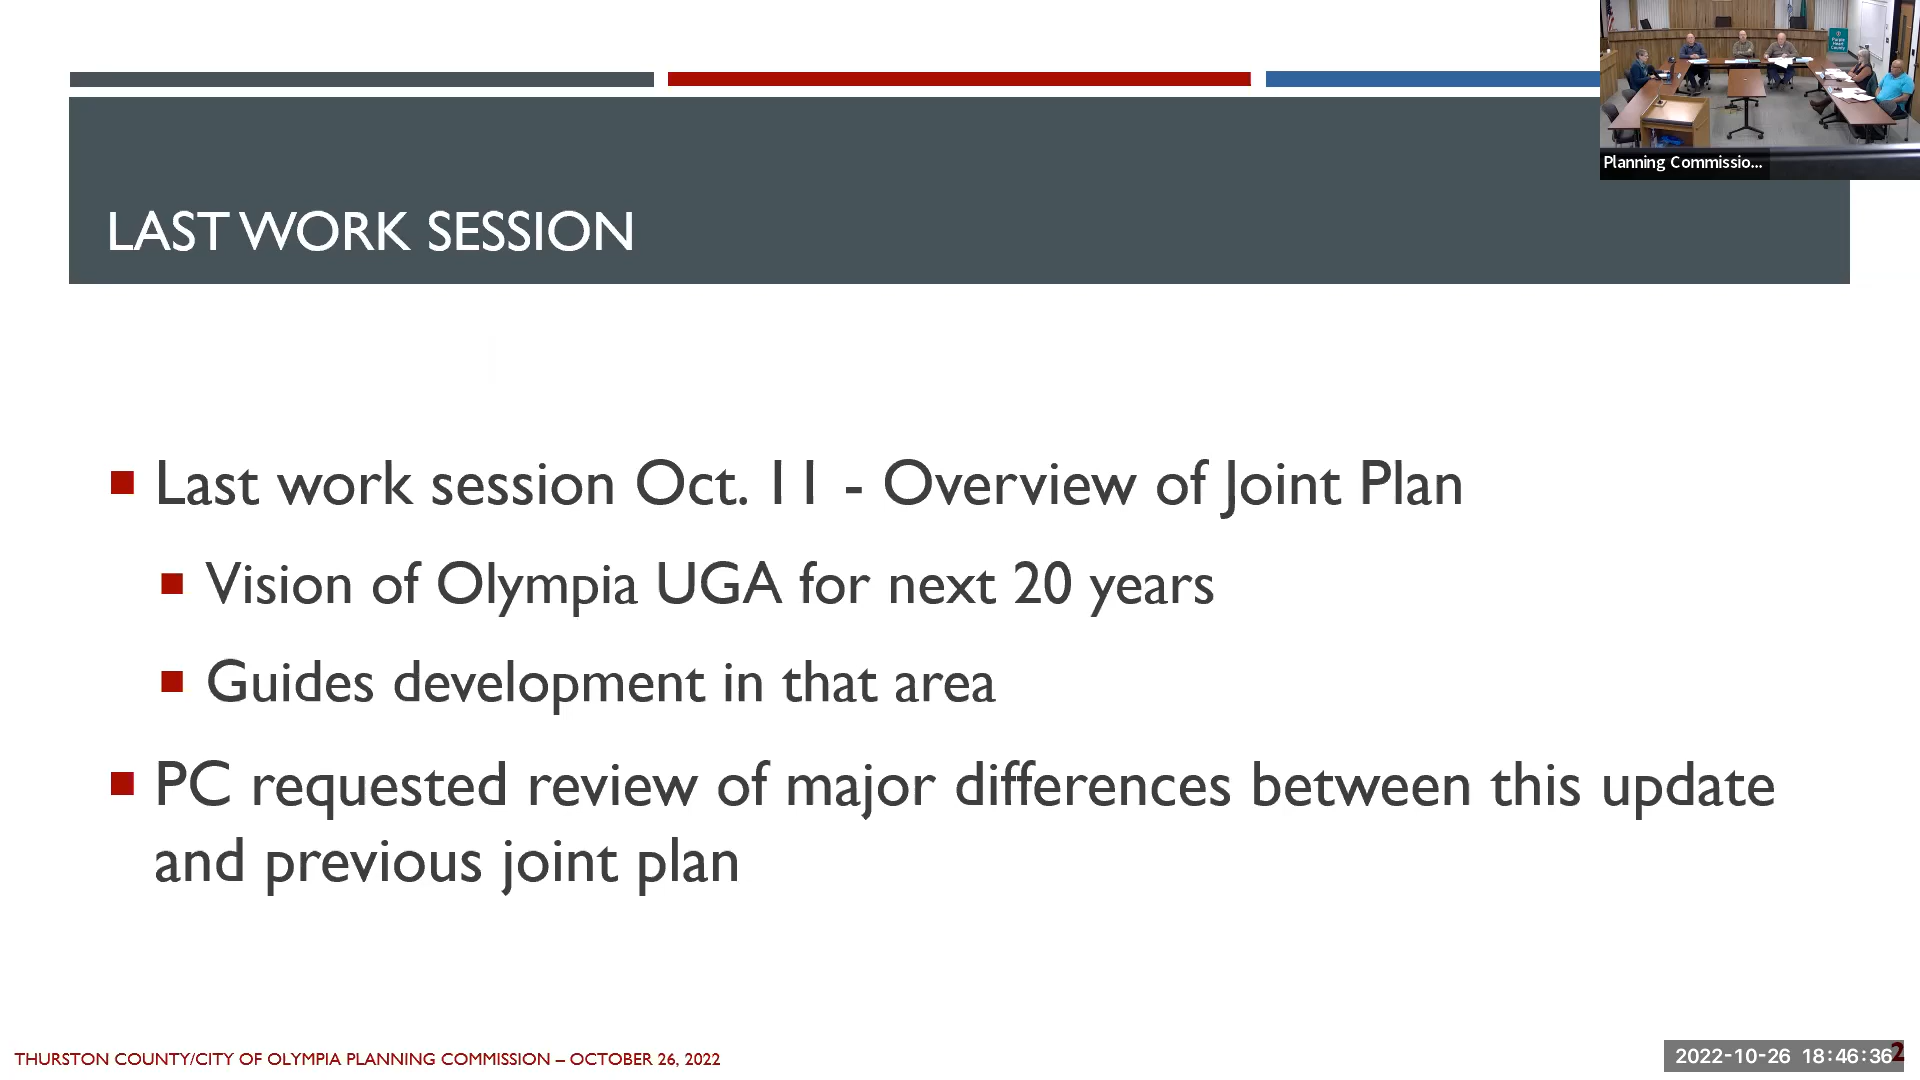 Planning Commissio...
LAST WORK SESSION
Last work session Oct. 11 - Overview of Joint Plan
Vision of Olympia UGA for next 20 years
Guides development in that area
PC requested review of major differences between this update
and previous joint plan
THURSTON COUNTY/CITY OF OLYMPIA PLANNING COMMISSION – OCTOBER 26, 2022
2022-10-26 18:46:36
2